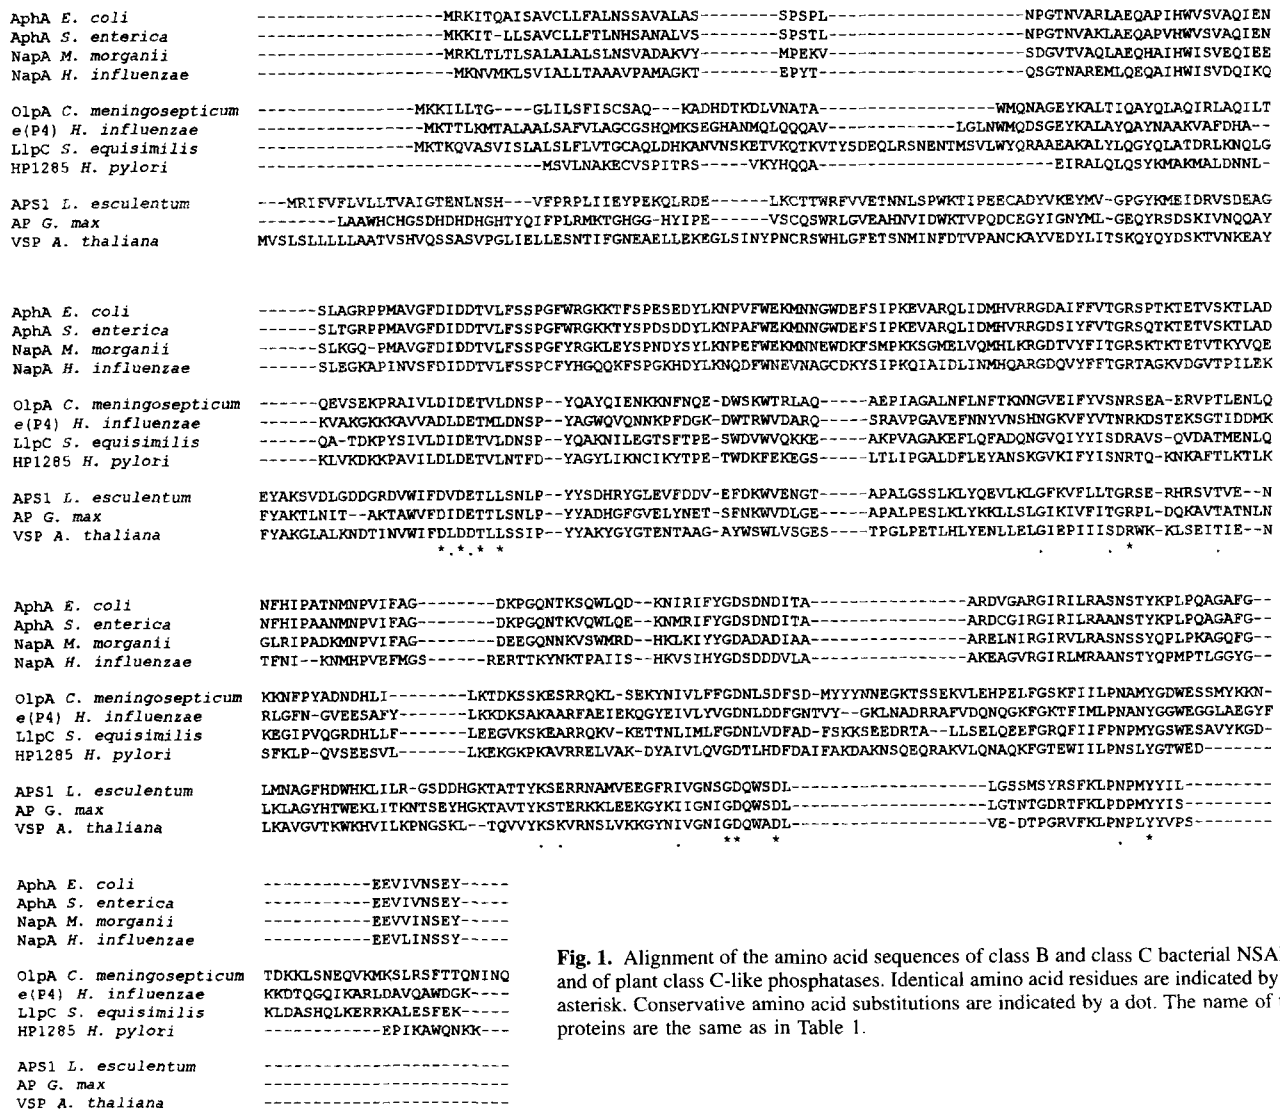 AphA E. coli -------------------MRKITQAISAVCLLFALNSSAVALAS--------SPSPL---------------------NPGTNVARLAEQAPIHWVSVAQIEN
AphA S. enterica -------------------MKKIT-LLSAVCLLFTLNHSANALVS--------SPSTL---------------------NPGTNVAKLAEQAPVHWVSVAQIEN
NapA M. morganii -------------------MRKLTLTLSALALALSLNSVADAKVY--------MPEKV---------------------SDGVTVAQLAEQHAIHWISVEQIEE
NapA H. influenzae --------------------MKNVMKLSVIALLTAAAVPAMAGKT--------EPYT----------------------QSGTNAREMLQEQAIHWISVDQIKQ
OlpA C. meningosepticum ----------------MKKILLTG----GLILSFISCSAQ---KADHDTKDLVNATA------------------WMQNAGEYKALTIQAYQLAQIRLAQILT
e(P4) H. influenzae -----------------MKTTLKMTALAALSAFVLAGCGSHQMKSEGHANMQLQQQAV-------------LGLNWMQDSGEYKALAYQAYNAAKVAFDHA--
LlpC S. equisimilis ----------------MKTKQVASVISLALSLFLVTGCAQLDHKANVNSKETVKQTKVTYSDEQLRSNENTMSVLWYQRAAEAKALYLQGYQLATDRLKNQLG
HP1285 H. pylori -----------------------------MSVLNAKECVSPITRS------VKYHQQA------------------------EIRALQLQSYKMAKMALDNNL-
APS1 L. esculentum ---MRIFVFLVLLTVAIGTENLNSH---VFPRPLIIEYPEKQLRDE-----LKCTTWRFVVETNNLSPWKTIPEECADYVKEYMV-GPGYKMEIDRVSDEAG
AP G. max --------LAAWHCHGSDHDHDHGHTYQIFPLRMKTGHGG-HYIPE-----VSCQSWRLGVEAHNVIDWKTVPQDCEGYIGNYML-GEQYRSDSKIVNQQAY
VSP A. thaliana MVSLSLLLLLAATVSHVQSSASVPGLIELLESNTIFGNEAELLEKEGLSINYPNCRSWHLGFETSNMINFDTVPANCKAYVEDYLITSKQYQYDSKTVNKEAY
AphA E. coli ------SLAGRPPMAVGFDIDDTVLFSSPGFWRGKKTFSPESEDYLKNPVFWEKMNNGWDEFSIPKEVARQLIDMHVRRGDAIFFVTGRSPTKTETVSKTLAD
AphA S. enterica ------SLTGRPPMAVGFDIDDTVLFSSPGFWRGKKTYSPDSDDYLKNPAFWEKMNNGWDEFSIPKEVARQLIDMHVRRGDSIYFVTGRSQTKTETVSKTLAD
NapA M. morganii ------SLKGQ-PMAVGFDIDDTVLFSSPGFYRGKLEYSPNDYSYLKNPEFWEKMNNEWDKFSMPKKSGMELVQMHLKRGDTVYFITGRSKTKTETVTKYVQE
NapA H. influenzae ------SLEGKAPINVSFDIDDTVLFSSPCFYHGQQKFSPGKHDYLKNQDFWNEVNAGCDKYSIPKQIAIDLINMHQARGDQVYFFTGRTAGKVDGVTPILEK
OlpA C. meningosepticum ------QEVSEKPRAIVLDIDETVLDNSP--YQAYQIENKKNFNQE-DWSKWTRLAQ-----AEPIAGALNFLNFTKNNGVEIFYVSNRSEA-ERVPTLENLQ
e(P4) H. influenzae ------KVAKGKKKAVVADLDETMLDNSP--YAGWQVQNNKPFDGK-DWTRWVDARQ-----SRAVPGAVEFNNYVNSHNGKVFYVTNRKDSTEKSGTIDDMK
LlpC S. equisimilis ------QA-TDKPYSIVLDIDETVLDNSP--YQAKNILEGTSFTPE-SWDVWVQKKE-----AKPVAGAKEFLQFADQNGVQIYYISDRAVS-QVDATMENLQ
HP1285 H. pylori ------KLVKDKKPAVILDLDETVLNTFD--YAGYLIKNCIKYTPE-TWDKFEKEGS-----LTLIPGALDFLEYANSKGVKIFYISNRTQ-KNKAFTLKTLK
APS1 L. esculentum EYAKSVDLGDDGRDVWIFDVDETLLSNLP--YYSDHRYGLEVFDDV-EFDKWVENGT-----APALGSSLKLYQEVLKLGFKVFLLTGRSE-RHRSVTVE--N
AP G. max FYAKTLNIT--AKTAWVFDIDETTLSNLP--YYADHGFGVELYNET-SFNKWVDLGE-----APALPESLKLYKKLLSLGIKIVFITGRPL-DQKAVTATNLN
VSP A. thaliana FYAKGLALKNDTINVWIFDLDDTLLSSIP--YYAKYGYGTENTAAG-AYWSWLVSGES----TPGLPETLHLYENLLELGIEPIIISDRWK-KLSEITIE--N
*.*.* * . . * .
AphA E. coli NFHIPATNMNPVIFAG--------DKPGQNTKSQWLQD--KNIRIFYGDSDNDITA----------------ARDVGARGIRILRASNSTYKPLPQAGAFG--
AphA S. enterica NFHIPAANMNPVIFAG--------DKPGQNTKVQWLQE--KNMRIFYGDSDNDITA----------------ARDCGIRGIRILRAANSTYKPLPQAGAFG--
NapA M. morganii GLRIPADKMNPVIFAG--------DEEGQNNKVSWMRD--HKLKIYYGDADADIAA----------------ARELNIRGIRVLRASNSSYQPLPKAGQFG--
NapA H. influenzae TFNI--KNMHPVEFMGS-------RERTTKYNKTPAIIS--HKVSIHYGDSDDDVLA----------------AKEAGVRGIRLMRAANSTYQPMPTLGGYG--
OlpA C. meningosepticum KKNFPYADNDHLI--------LKTDKSSKESRRQKL-SEKYNIVLFFGDNLSDFSD-MYYYNNEGKTSSEKVLEHPELFGSKFIILPNAMYGDWESSMYKKN-
e(P4) H. influenzae RLGFN-GVEESAFY-------LKKDKSAKAARFAEIEKQGYEIVLYVGDNLDDFGNTVY--GKLNADRRAFVDQNQGKFGKTFIMLPNANYGGWEGGLAEGYF
LlpC S. equisimilis KEGIPVQGRDHLLF-------LEEGVKSKEARRQKV-KETTNLIMLFGDNLVDFAD-FSKKSEEDRTA--LLSELQEEFGRQFIIFPNPMYGSWESAVYKGD-
HP1285 H. pylori SFKLP-QVSEESVL-------LKEKGKPKAVRRELVAK-DYAIVLQVGDTLHDFDAIFAKDAKNSQEQRAKVLQNAQKFGTEWIILPNSLYGTWED-------
APS1 L. esculentum LMNAGFHDWHKLILR-GSDDHGKTATTYKSERRNAMVEEGFRIVGNSGDQWSDL------------------LGSSMSYRSFKLPNPMYYIL-------
AP G. max LKLAGYHTWEKLITKNTSEYHGKTAVTYKSTERKKLEEKGYKIIGNIGDQWSDL------------------LGTNTGDRTFKLPDPMYYIS--------
VSP A. thaliana LKAVGVTKWKHVILKPNGSKL--TQVVYKSKVRNSLVKKGYNIVGNIGDQWADL------------------VE-DTPGRVFKLPNPLYYVPS-------
. . . ** * . *
AphA E. coli -----------EEVIVNSEY-----
AphA S. enterica -----------EEVIVNSEY-----
NapA M. morganii -----------EEVVINSEY-----
NapA H. influenzae -----------EEVLINSSY-----
OlpA C. meningosepticum TDKKLSNEQVKMKSLRSFTTQNINQ
e(P4) H. influenzae KKDTQGQIKARLDAVQAWDGK----
LlpC S. equisimilis KLDASHQLKERRKALESFEK-----
HP1285 H. pylori ------------EPIKAWQNKK---
APS1 L. esculentum -------------------------
AP G. max -------------------------
VSP A. thaliana -------------------------
Fig. 1. Alignment of the amino acid sequences of class B and class C bacterial NSA
and of plant class C-like phosphatases. Identical amino acid residues are indicated by
asterisk. Conservative amino acid substitutions are indicated by a dot. The name of t
proteins are the same as in Table 1.